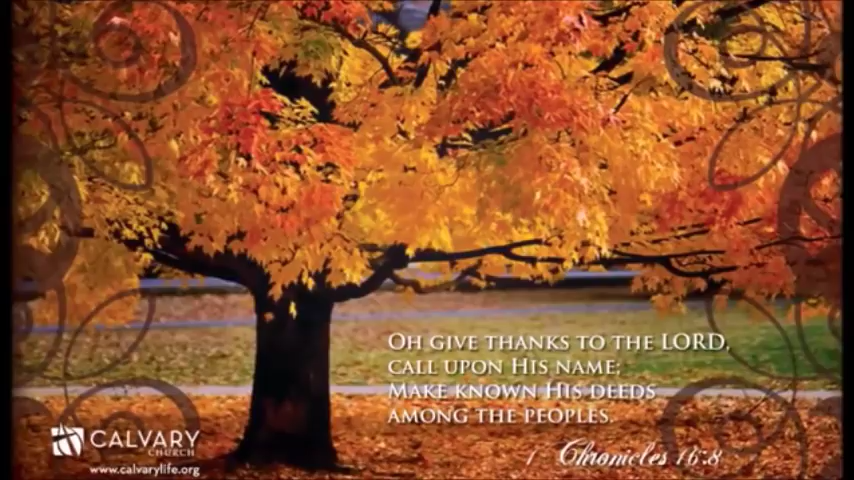 OH GIVE THANKS TO THE LORD,
CALL UPON HIS NAME;
MAKE KNOWN HIS DEEDS
AMONG THE PEOPLES.
1 Chronicles 16:8
CALVARY
CHURCH
www.calvarylife.org